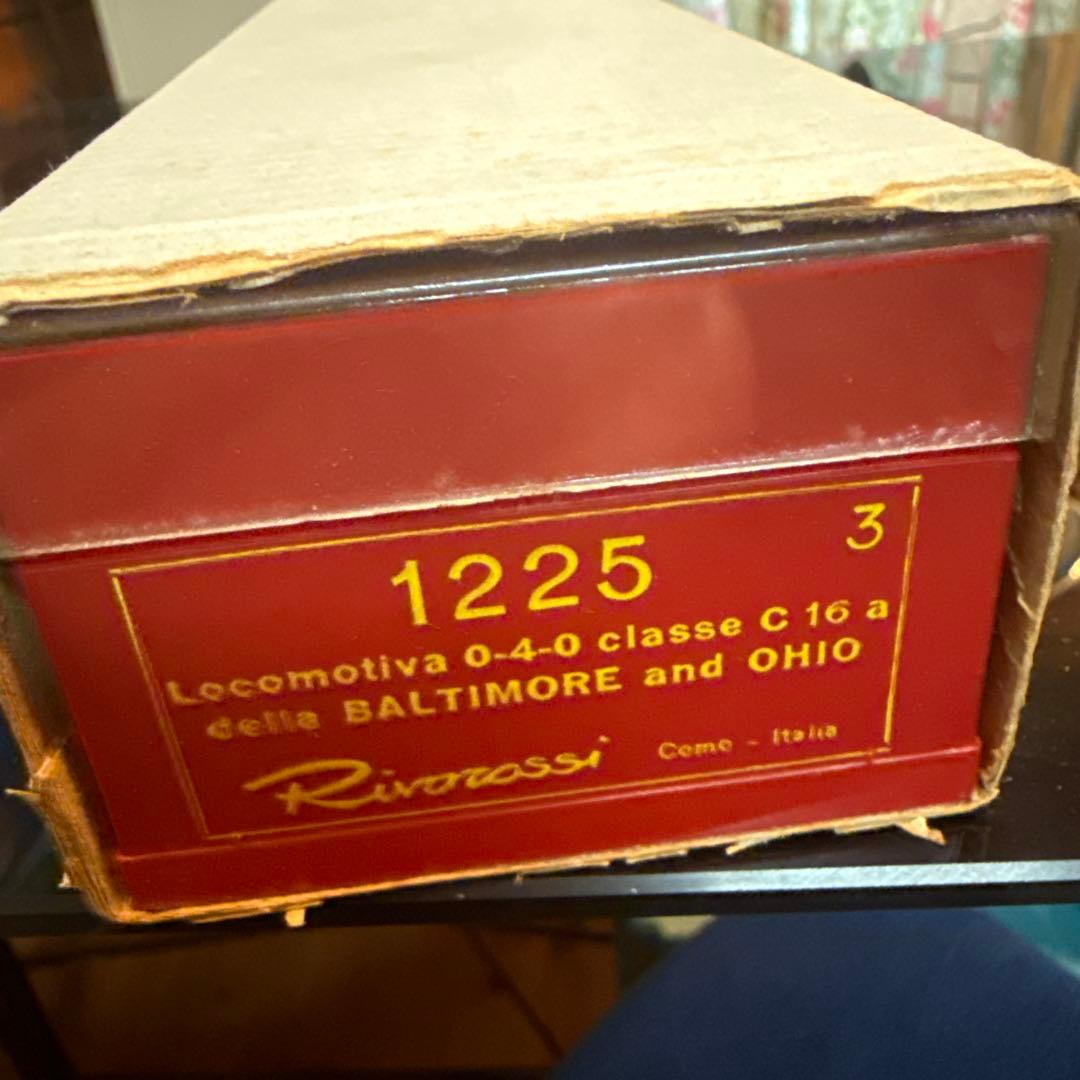 3
1225
Locomotiva 0-4-0 classe C 16 a
della BALTIMORE and OHIO
Rivarossi Como - Italia